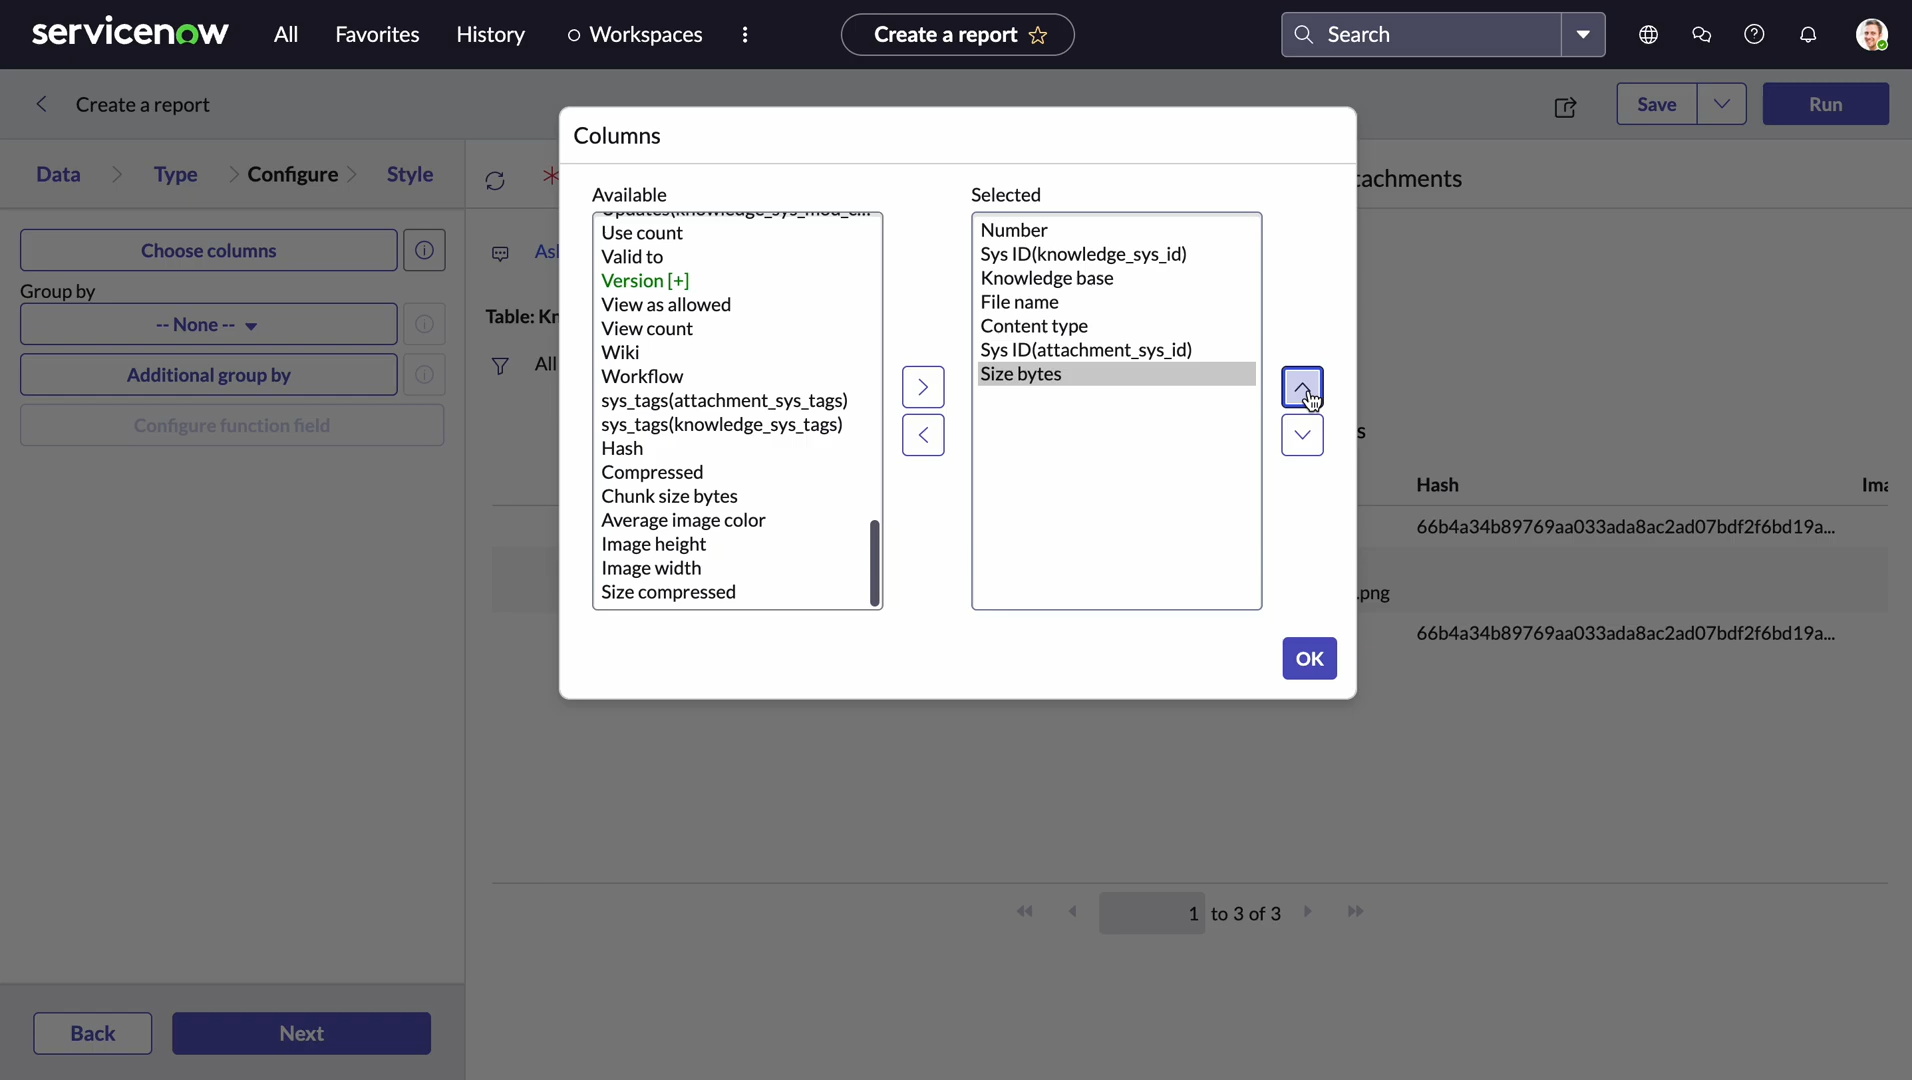 servicenow All Favorites History Workspaces Create a report Search
Create a report Save Run
Data Type Configure Style
achments
Choose columns
Group by
-- None --
Additional group by
Configure function field
Table: Kn
All
Columns
Available
Use count
Valid to
Version [+]
View as allowed
View count
Wiki
Workflow
sys_tags(attachment_sys_tags)
sys_tags(knowledge_sys_tags)
Hash
Compressed
Chunk size bytes
Average image color
Image height
Image width
Size compressed
Selected
Number
Sys ID(knowledge_sys_id)
Knowledge base
File name
Content type
Sys ID(attachment_sys_id)
Size bytes
OK
s
Hash Ima
66b4a34b89769aa033ada8ac2ad07bdf2f6bd19a...
.png
66b4a34b89769aa033ada8ac2ad07bdf2f6bd19a...
1 to 3 of 3
Back Next